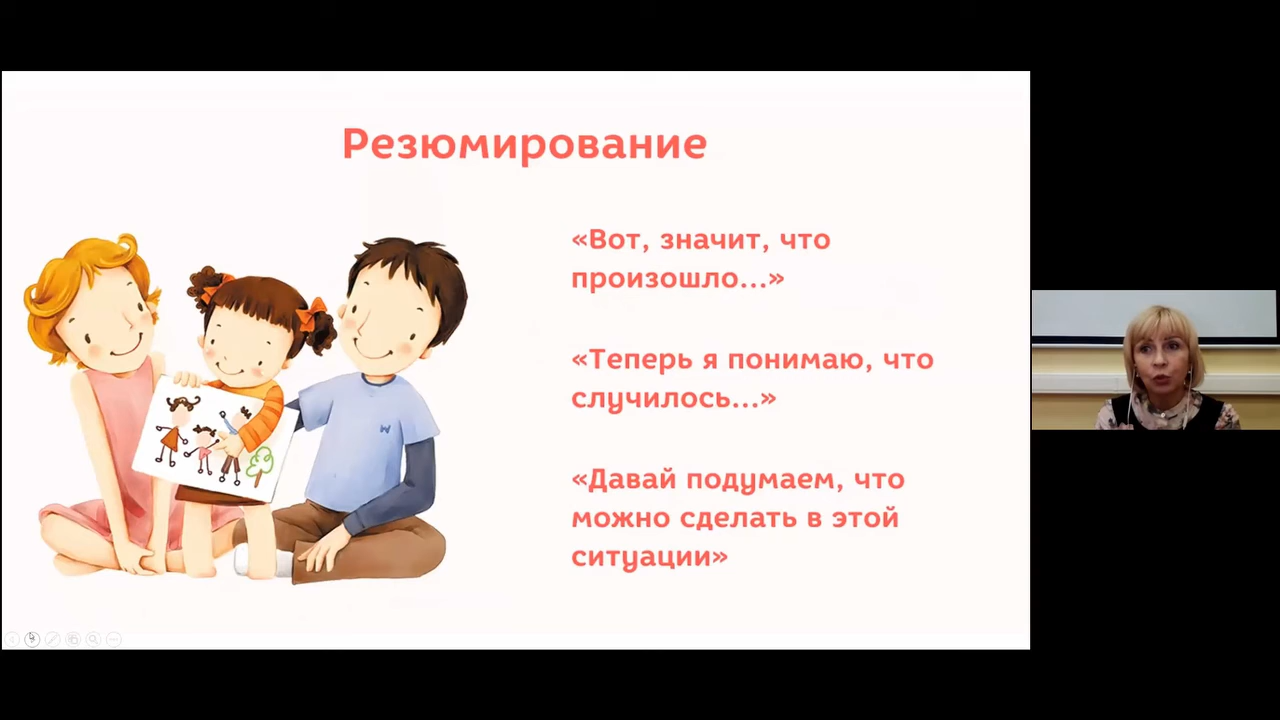 Резюмирование
«Вот, значит, что
произошло...»
«Теперь я понимаю, что
случилось...»
«Давай подумаем, что
можно сделать в этой
ситуации»
w